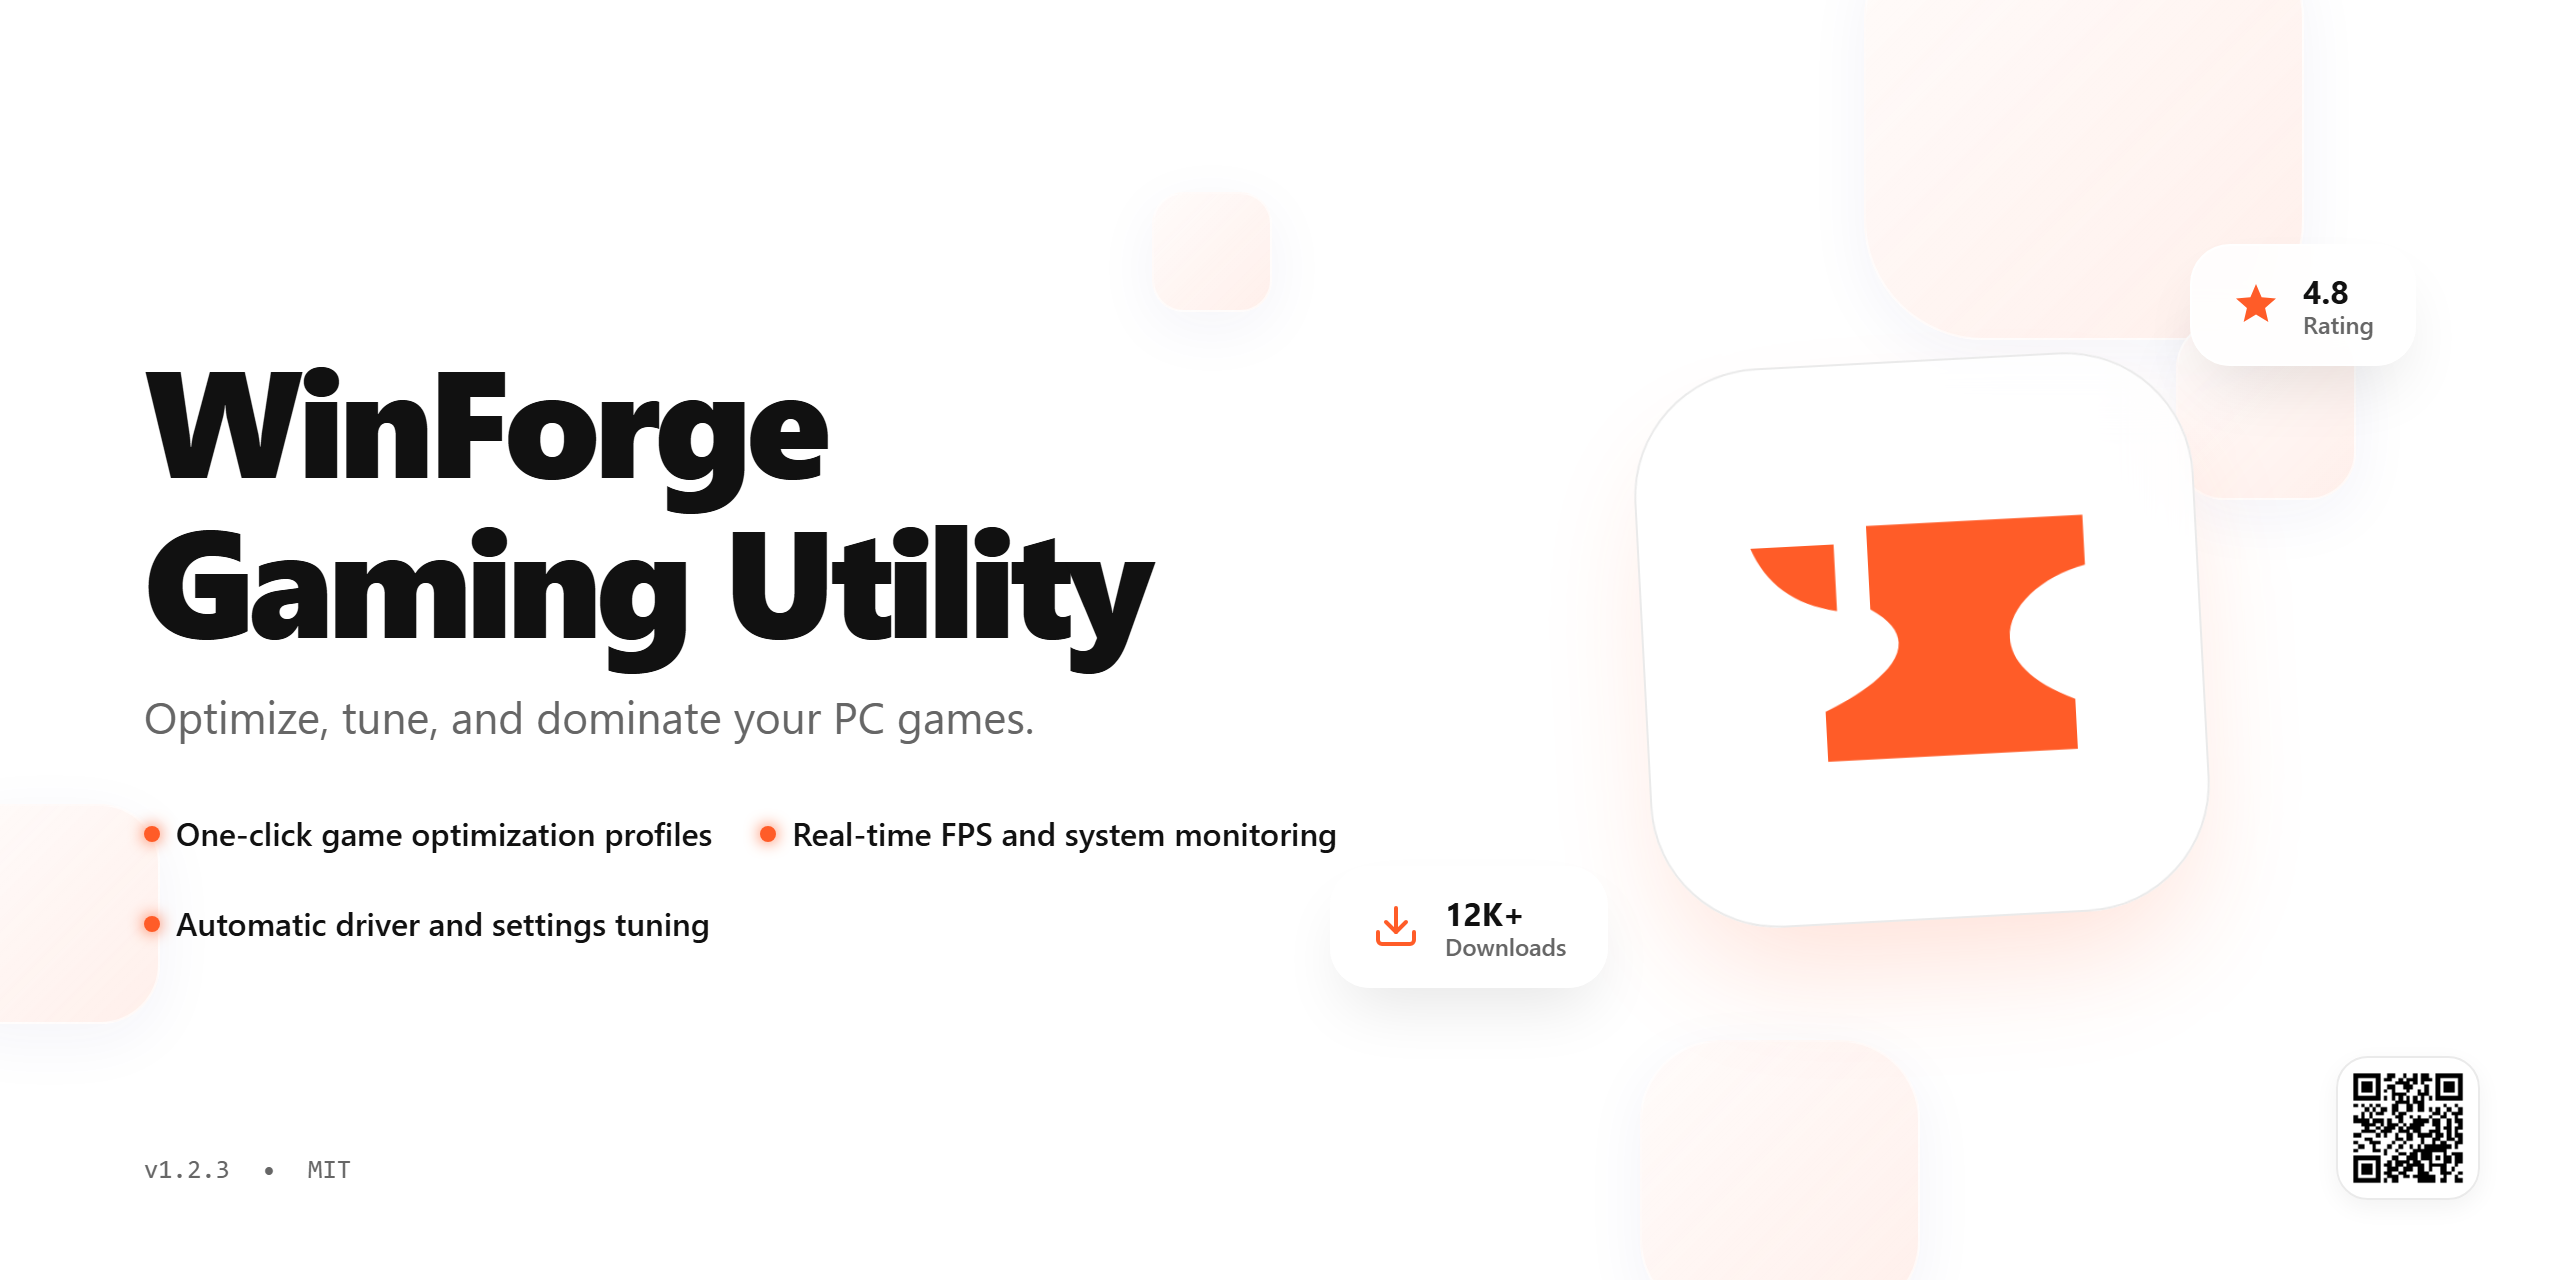 WinForge
Gaming Utility
Optimize, tune, and dominate your PC games.
One-click game optimization profiles
Real-time FPS and system monitoring
Automatic driver and settings tuning
v1.2.3 • MIT
4.8
Rating
12K+
Downloads